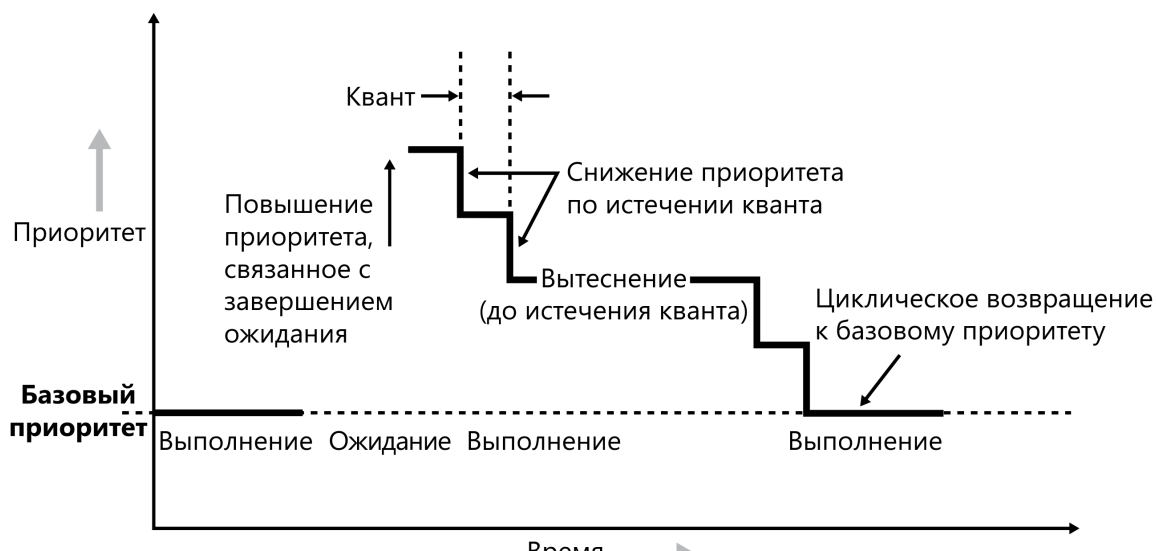 Квант
Снижение приоритета
по истечении кванта
Повышение
приоритета,
связанное с
завершением
ожидания
Приоритет
Вытеснение
(до истечения кванта)
Циклическое возвращение
к базовому приоритету
Базовый
приоритет
Выполнение Ожидание Выполнение Выполнение
Время